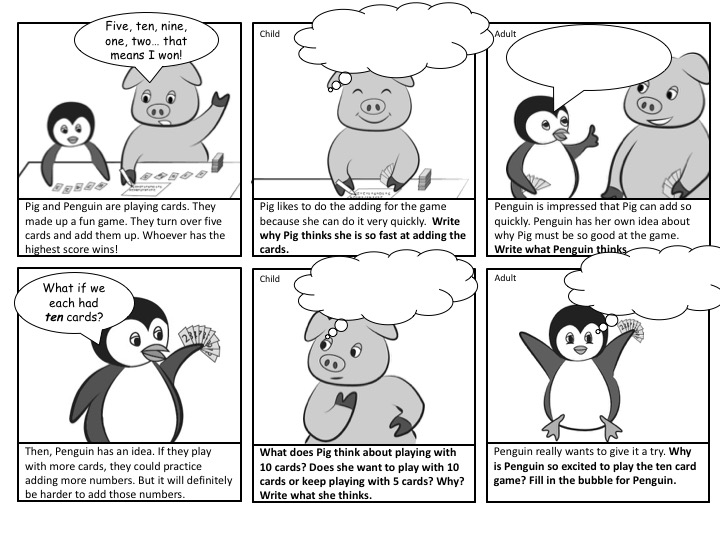 Five, ten, nine,
one, two… that
means I won!
Pig and Penguin are playing cards. They
made up a fun game. They turn over five
cards and add them up. Whoever has the
highest score wins!
Child
Pig likes to do the adding for the game
because she can do it very quickly. Write
why Pig thinks she is so fast at adding the
cards.
Adult
Penguin is impressed that Pig can add so
quickly. Penguin has her own idea about
why Pig must be so good at the game.
Write what Penguin thinks.
What if we
each had
ten cards?
Then, Penguin has an idea. If they play
with more cards, they could practice
adding more numbers. But it will definitely
be harder to add those numbers.
Child
What does Pig think about playing with
10 cards? Does she want to play with 10
cards or keep playing with 5 cards? Why?
Write what she thinks.
Adult
Penguin really wants to give it a try. Why
is Penguin so excited to play the ten card
game? Fill in the bubble for Penguin.